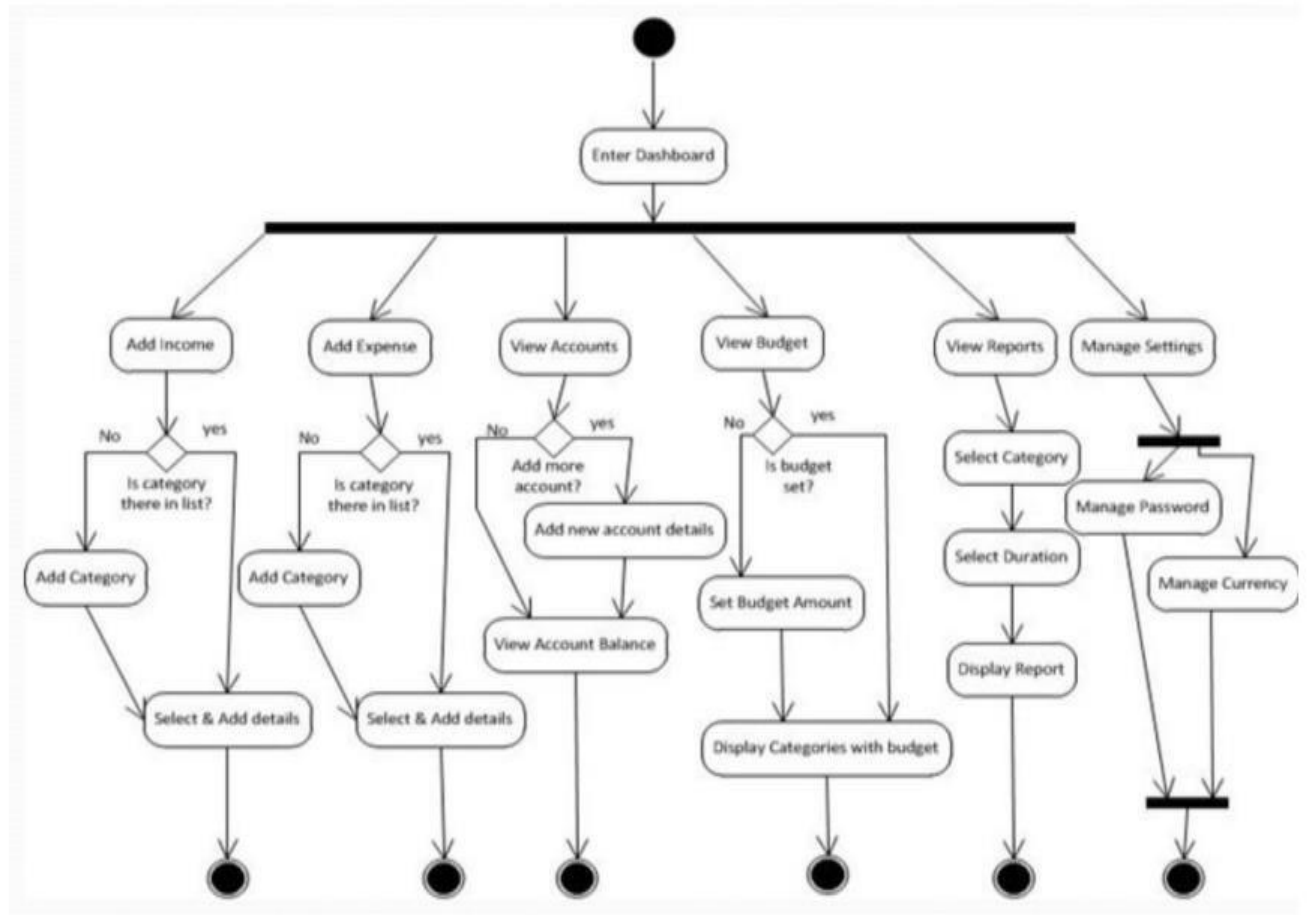 Enter Dashboard
Add Income
Add Expense
View Accounts
View Budget
View Reports
Manage Settings
No
yes
Is category
there in list?
No
yes
Is category
there in list?
No
yes
Add more
account?
No
yes
Is budget
set?
Select Category
Manage Password
Add new account details
Select Duration
Add Category
Add Category
Manage Currency
Set Budget Amount
View Account Balance
Display Report
Select & Add details
Select & Add details
Display Categories with budget